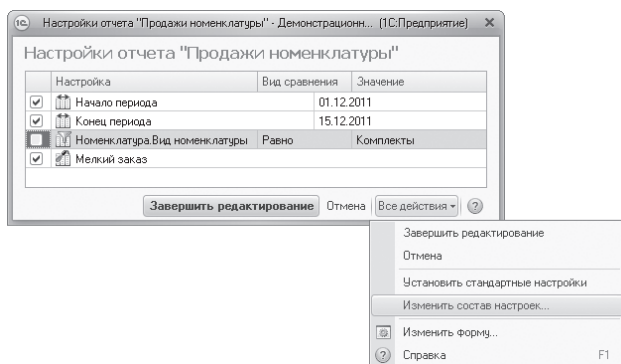 1С Настройки отчета "Продажи номенклатуры" - Демонстрационн... (1С:Предприятие)
Настройки отчета "Продажи номенклатуры"
Настройка Вид сравнения Значение
Начало периода 01.12.2011
Конец периода 15.12.2011
Номенклатура.Вид номенклатуры Равно Комплекты
Мелкий заказ
Завершить редактирование Отмена Все действия ?
Завершить редактирование
Отмена
Установить стандартные настройки
Изменить состав настроек...
Изменить форму...
? Справка F1